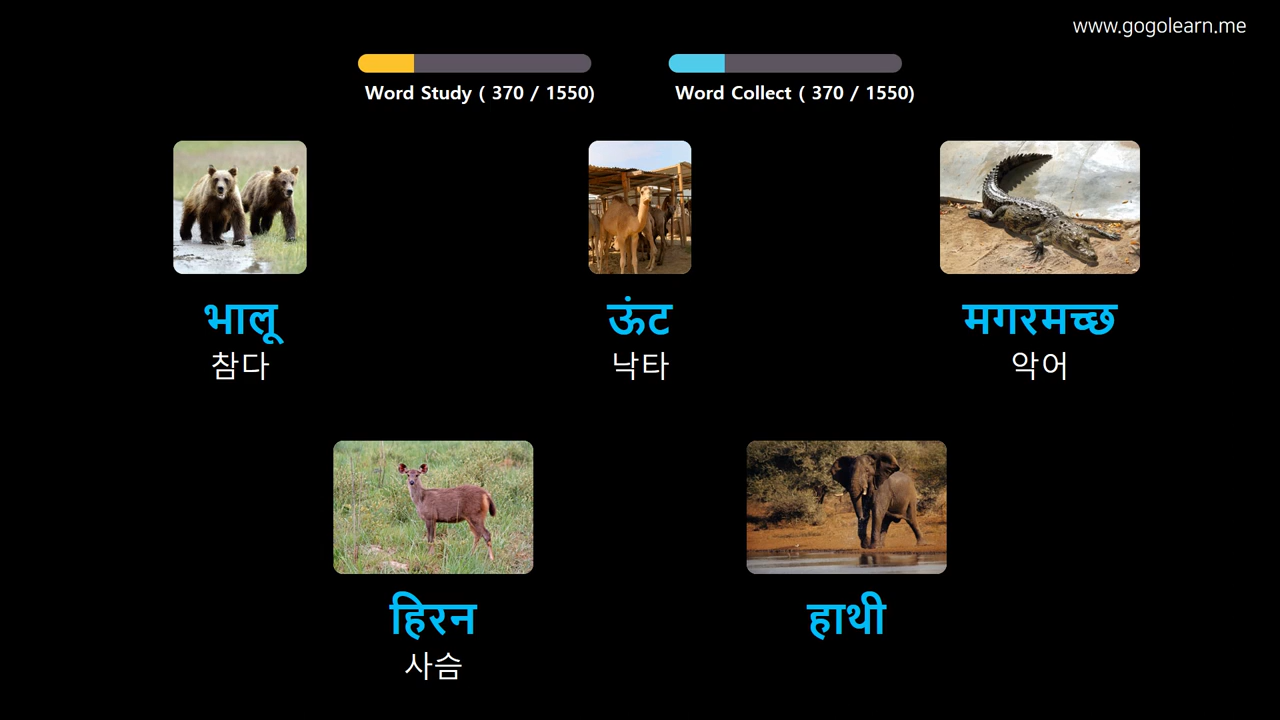 www.gogolearn.me
Word Study ( 370 / 1550)
Word Collect ( 370 / 1550)
भालू
ऊंट
मगरमच्छ
참다
낙타
악어
हिरन
हाथी
사슴